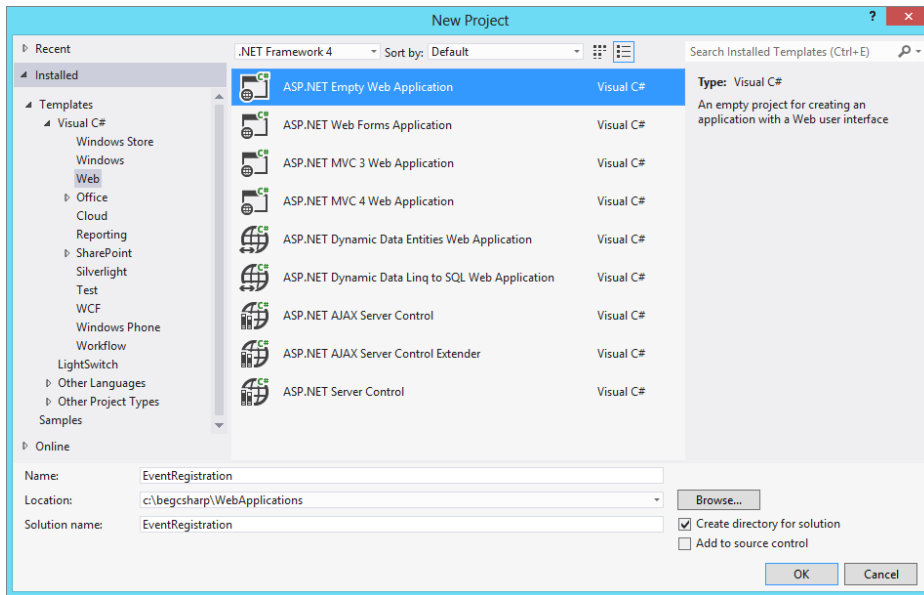 New Project
?
×
Recent
.NET Framework 4
Sort by: Default
Search Installed Templates (Ctrl+E)
Installed
Templates
Visual C#
Windows Store
Windows
Web
Office
Cloud
Reporting
SharePoint
Silverlight
Test
WCF
Windows Phone
Workflow
LightSwitch
Other Languages
Other Project Types
Samples
Online
C# ASP.NET Empty Web Application Visual C#
C# ASP.NET Web Forms Application Visual C#
C# ASP.NET MVC 3 Web Application Visual C#
C# ASP.NET MVC 4 Web Application Visual C#
C# ASP.NET Dynamic Data Entities Web Application Visual C#
C# ASP.NET Dynamic Data Linq to SQL Web Application Visual C#
C# ASP.NET AJAX Server Control Visual C#
C# ASP.NET AJAX Server Control Extender Visual C#
C# ASP.NET Server Control Visual C#
Type: Visual C#
An empty project for creating an
application with a Web user interface
Name: EventRegistration
Location: c:\begcsharp\WebApplications
Browse...
Solution name: EventRegistration
Create directory for solution
Add to source control
OK
Cancel